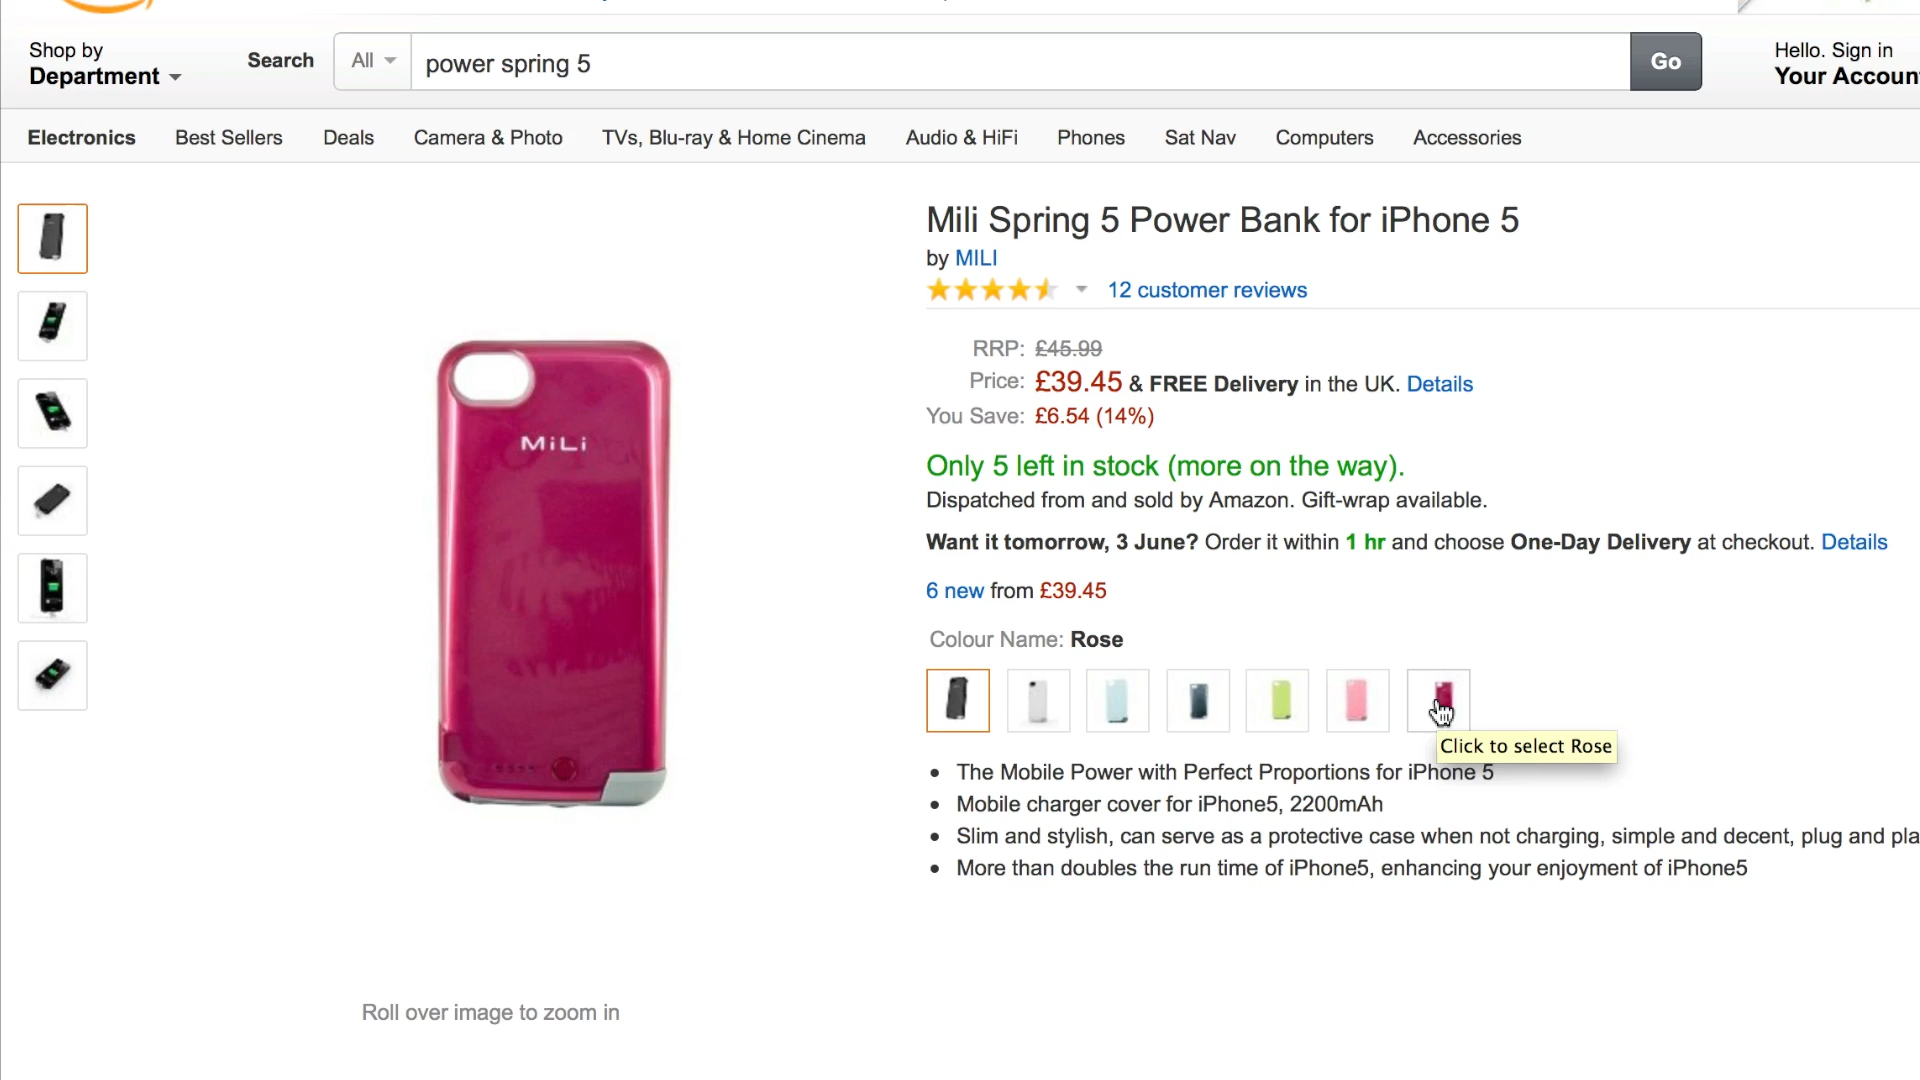 Shop by
Department
Search
All
power spring 5
Go
Hello. Sign in
Your Accoun
Electronics
Best Sellers
Deals
Camera & Photo
TVs, Blu-ray & Home Cinema
Audio & HiFi
Phones
Sat Nav
Computers
Accessories
Mili Spring 5 Power Bank for iPhone 5
by MILI
12 customer reviews
RRP: £45.99
Price: £39.45 & FREE Delivery in the UK. Details
You Save: £6.54 (14%)
Only 5 left in stock (more on the way).
Dispatched from and sold by Amazon. Gift-wrap available.
Want it tomorrow, 3 June? Order it within 1 hr and choose One-Day Delivery at checkout. Details
6 new from £39.45
Colour Name: Rose
Click to select Rose
The Mobile Power with Perfect Proportions for iPhone 5
Mobile charger cover for iPhone5, 2200mAh
Slim and stylish, can serve as a protective case when not charging, simple and decent, plug and pla
More than doubles the run time of iPhone5, enhancing your enjoyment of iPhone5
MiLi
Roll over image to zoom in